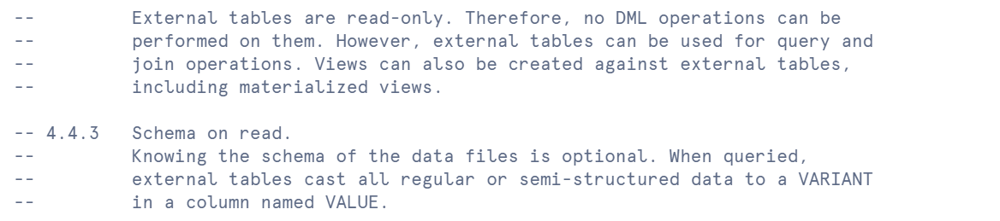 --         External tables are read-only. Therefore, no DML operations can be
--         performed on them. However, external tables can be used for query and
--         join operations. Views can also be created against external tables,
--         including materialized views.

-- 4.4.3   Schema on read.
--         Knowing the schema of the data files is optional. When queried,
--         external tables cast all regular or semi-structured data to a VARIANT
--         in a column named VALUE.